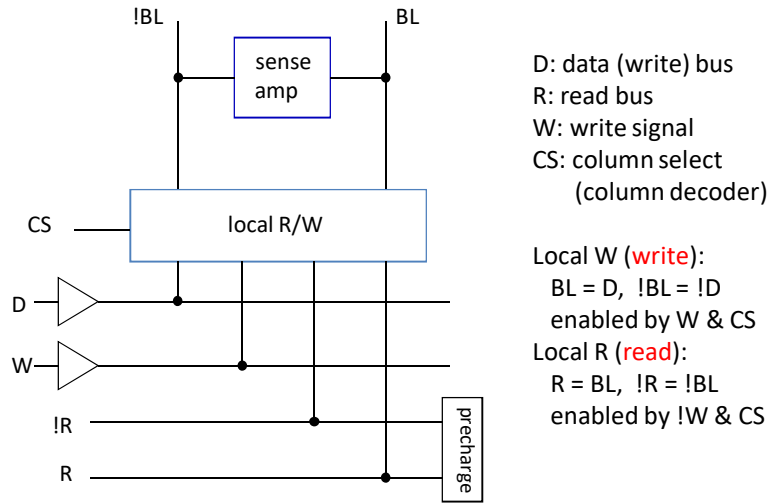 !BL
BL
sense
amp
CS
local R/W
D
W
!R
R
precharge
D: data (write) bus
R: read bus
W: write signal
CS: column select
(column decoder)
Local W (write):
BL = D, !BL = !D
enabled by W & CS
Local R (read):
R = BL, !R = !BL
enabled by !W & CS